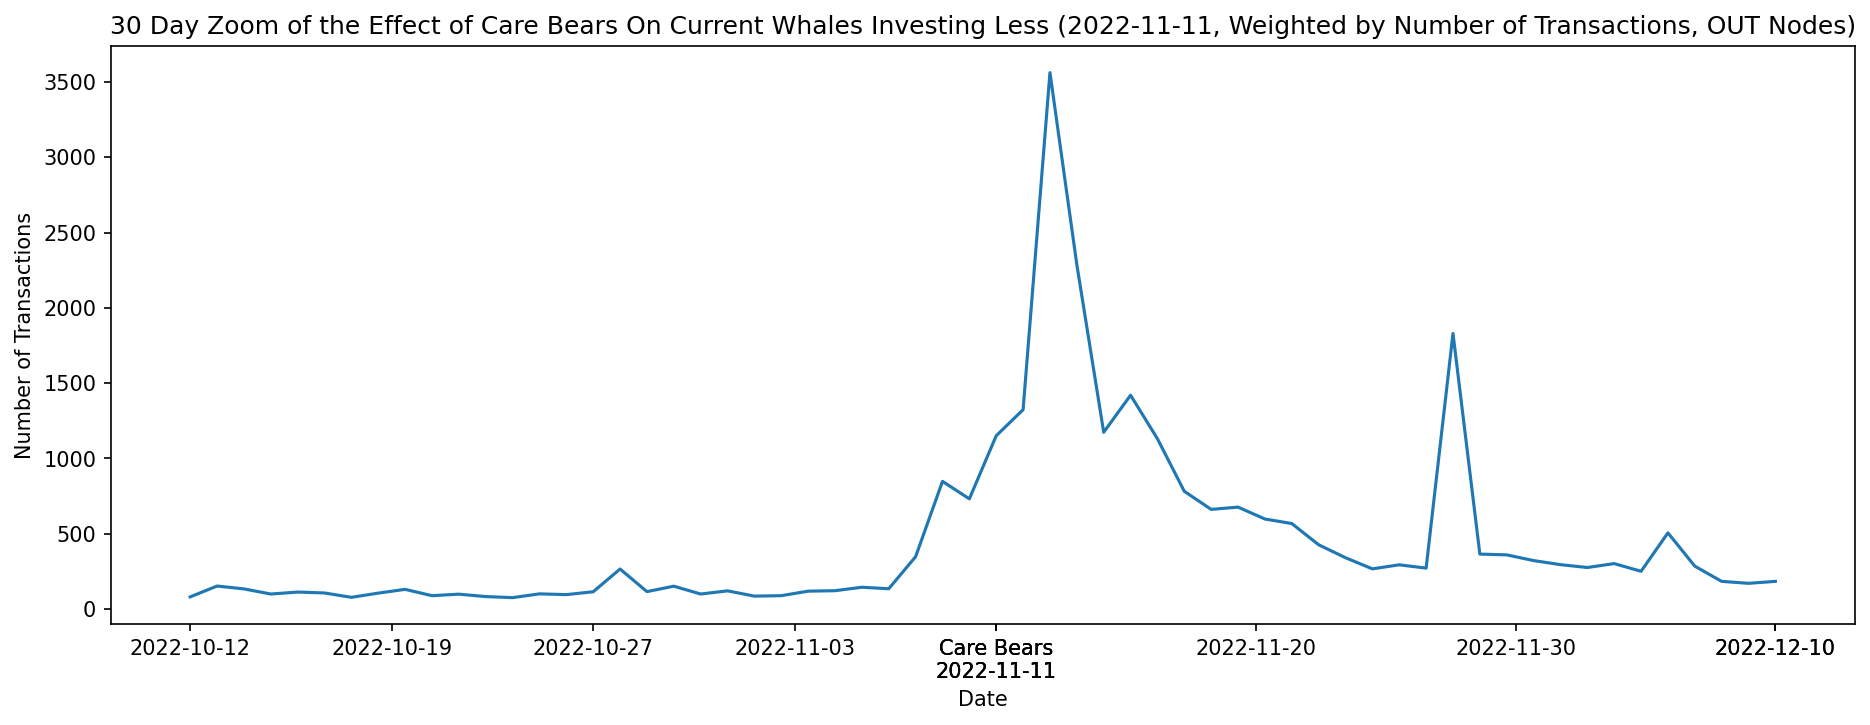 30 Day Zoom of the Effect of Care Bears On Current Whales Investing Less (2022-11-11, Weighted by Number of Transactions, OUT Nodes)
3500
3000
2500
2000
1500
1000
500
0
Number of Transactions
2022-10-12 2022-10-19 2022-10-27 2022-11-03 Care Bears 2022-11-20 2022-11-30 2022-12-10
2022-11-11
Date